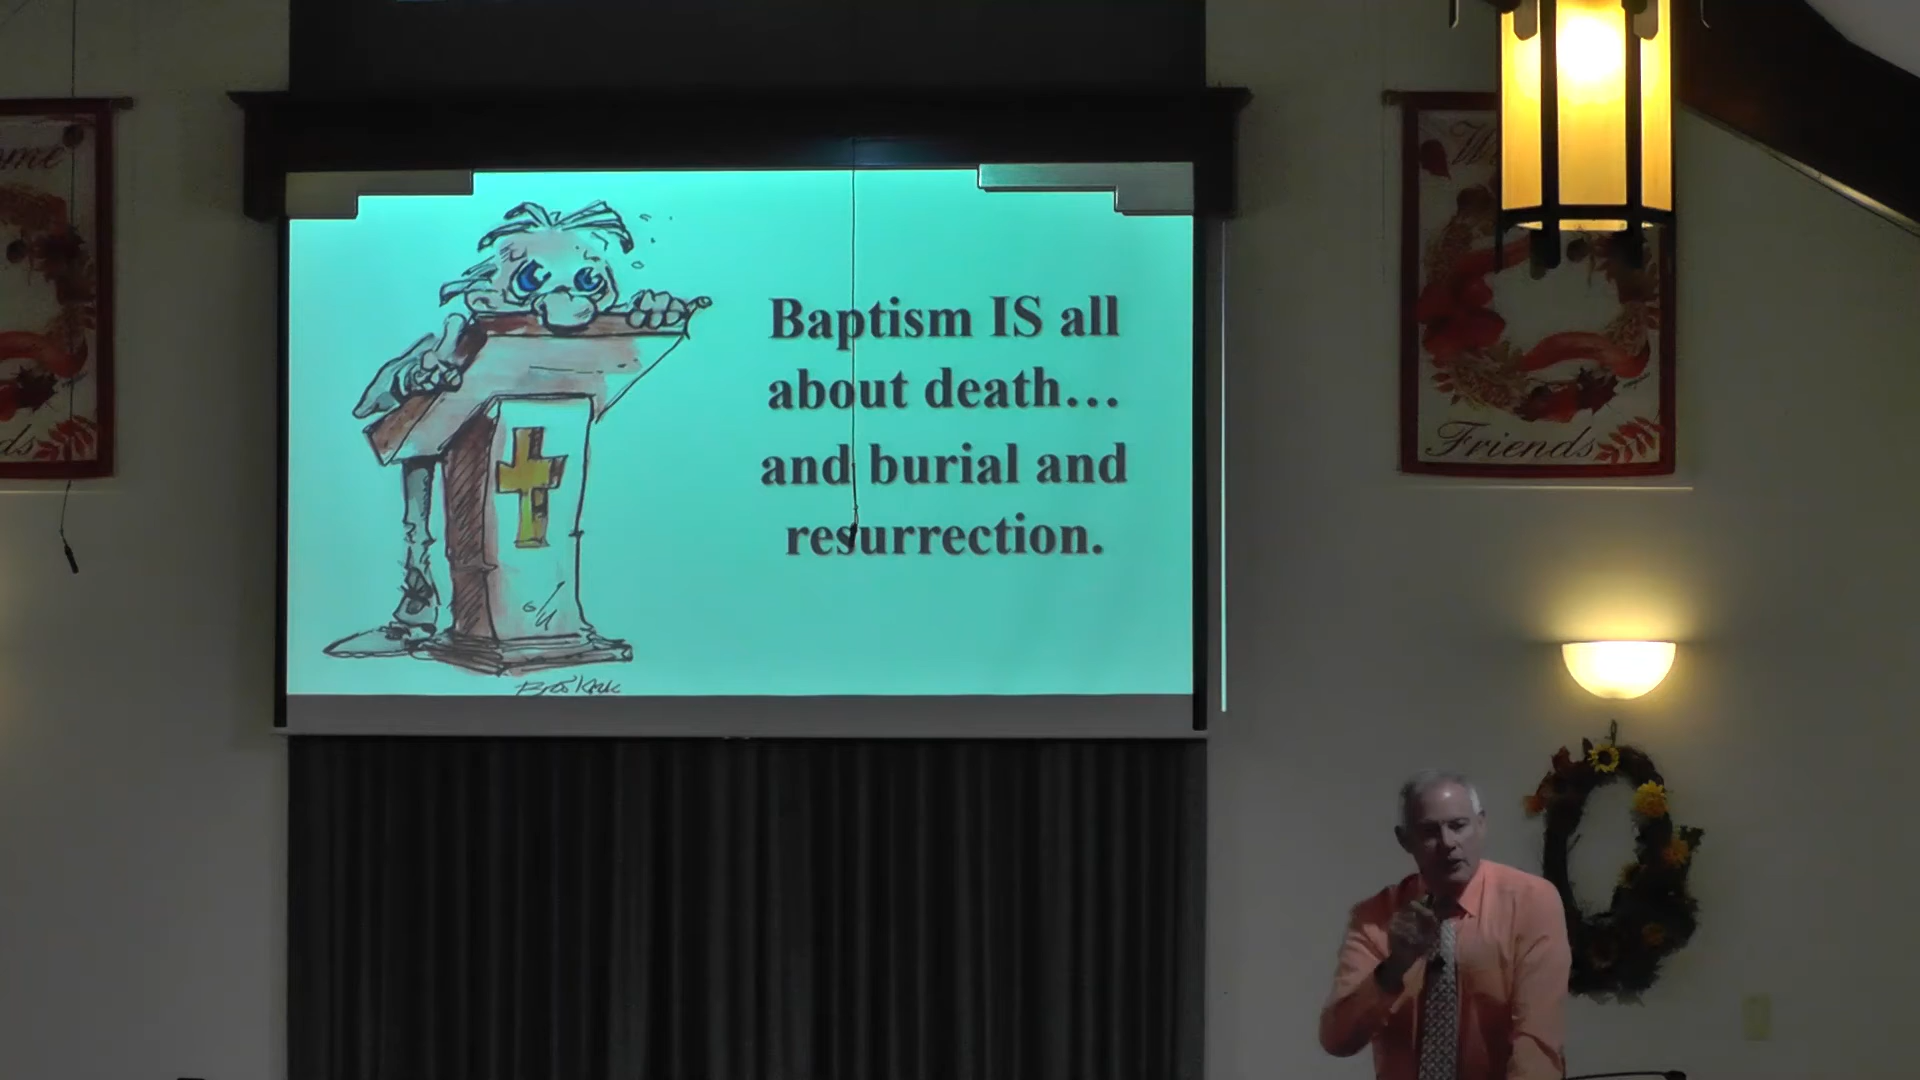 Baptism IS all
about death...
and burial and
resurrection.
Friends